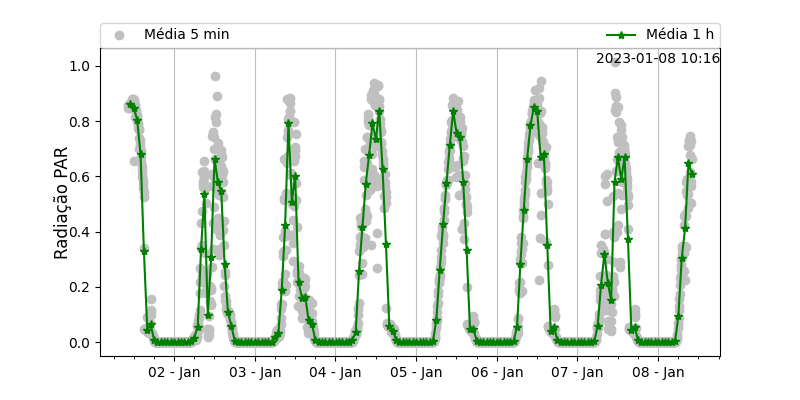 Média 5 min
Média 1 h
2023-01-08 10:16
Radiação PAR
1.0
0.8
0.6
0.4
0.2
0.0
02 - Jan
03 - Jan
04 - Jan
05 - Jan
06 - Jan
07 - Jan
08 - Jan